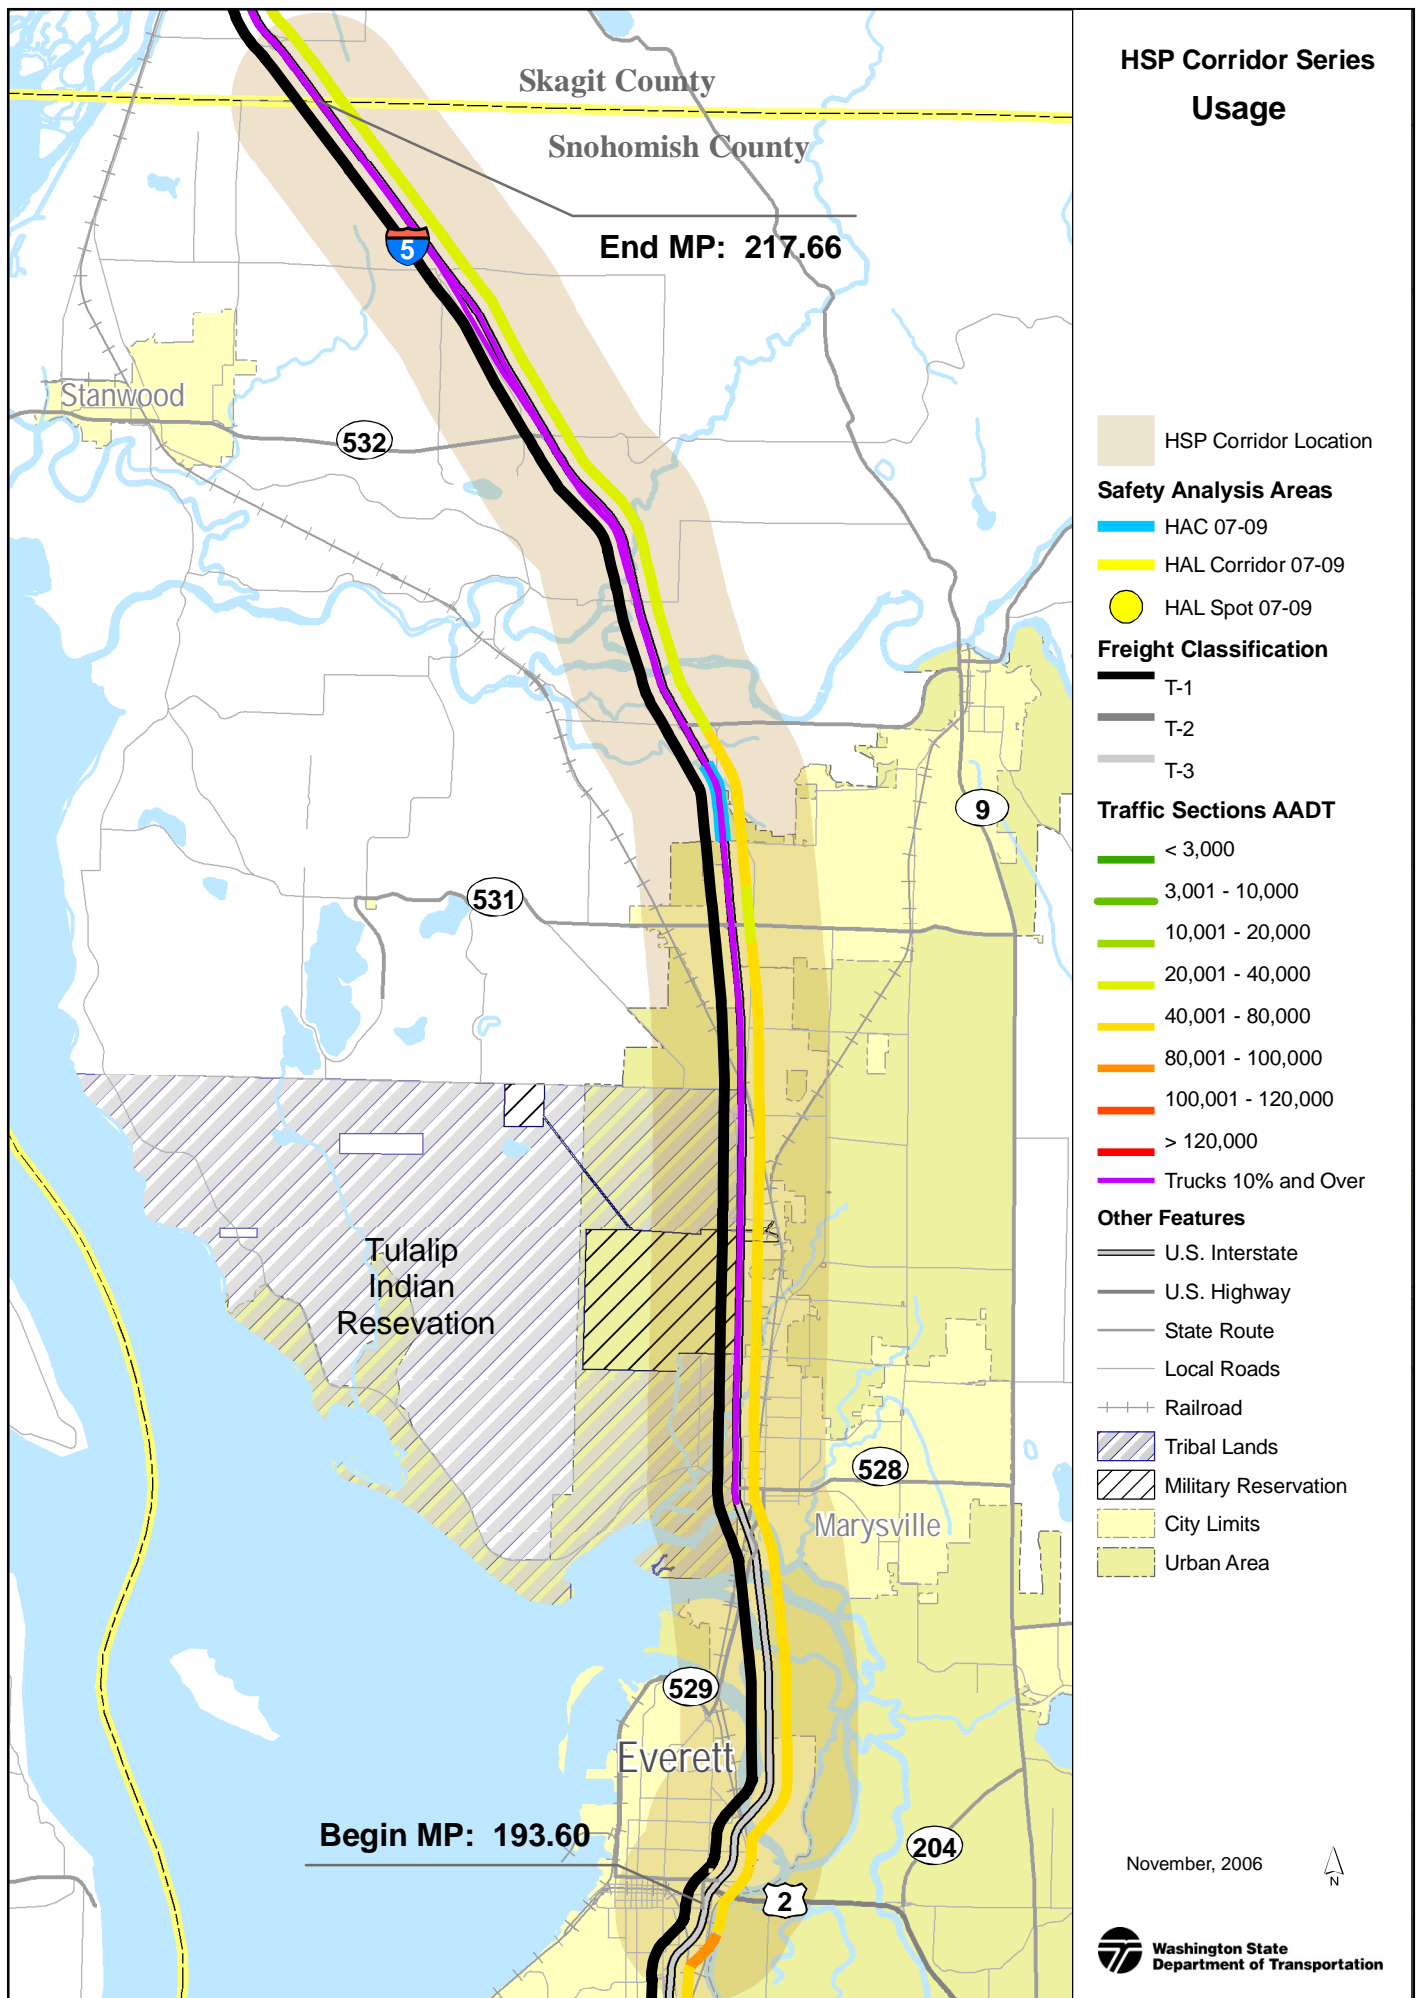 HSP Corridor Series
Usage
Skagit County
Snohomish County
End MP: 217.66
5
Stanwood
532
9
531
Tulalip
Indian
Resevation
528
Marysville
529
Everett
Begin MP: 193.60
204
2
HSP Corridor Location
Safety Analysis Areas
HAC 07-09
HAL Corridor 07-09
HAL Spot 07-09
Freight Classification
T-1
T-2
T-3
Traffic Sections AADT
< 3,000
3,001 - 10,000
10,001 - 20,000
20,001 - 40,000
40,001 - 80,000
80,001 - 100,000
100,001 - 120,000
> 120,000
Trucks 10% and Over
Other Features
U.S. Interstate
U.S. Highway
State Route
Local Roads
Railroad
Tribal Lands
Military Reservation
City Limits
Urban Area
November, 2006
N
Washington State
Department of Transportation